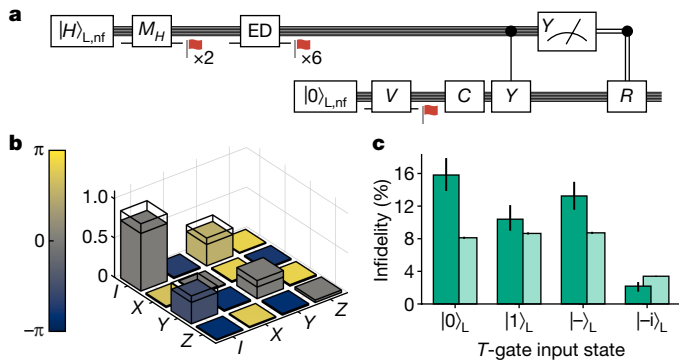 a
|H⟩L,nf M_H ×2 ED ×6 Y
|0⟩L,nf V C Y R
b
π
0
−π
1.0
0.5
0
I X Y Z
I X Y Z
c
Infidelity (%)
16
12
8
4
0
|0⟩L |1⟩L |−⟩L |−i⟩L
T-gate input state